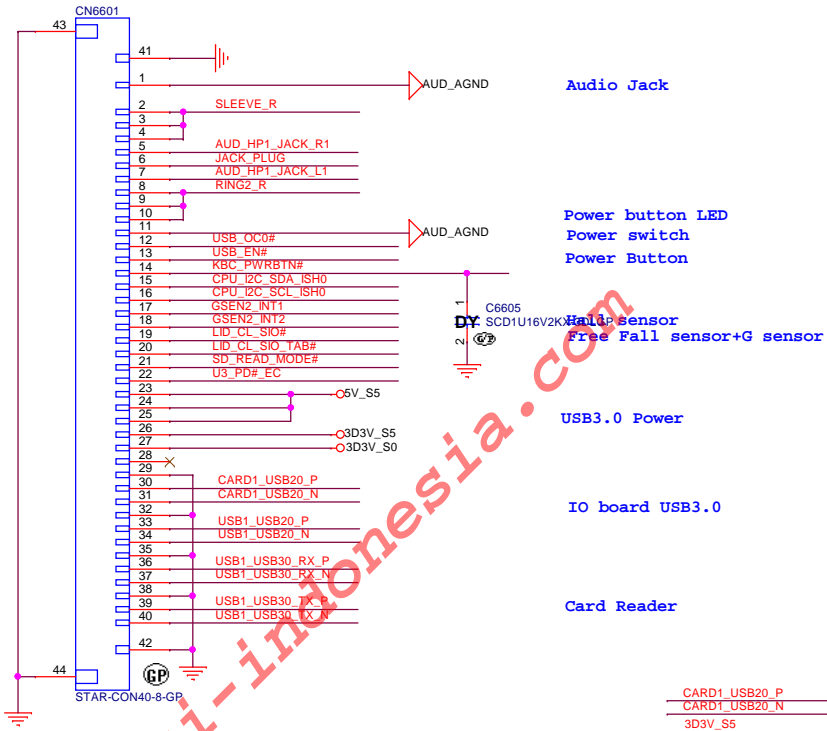 CN6601
43
41
1 AUD_AGND Audio Jack
2 SLEEVE_R
3
4
5 AUD_HP1_JACK_R1
6 JACK_PLUG
7 AUD_HP1_JACK_L1
8 RING2_R
9
10
11 AUD_AGND
Power button LED
12 USB_OC0# Power switch
13 USB_EN# Power Button
14 KBC_PWRBTN#
15 CPU_I2C_SDA_ISH0
16 CPU_I2C_SCL_ISH0
17 GSEN2_INT1
1 C6605
18 GSEN2_INT2 DY Hall sensor
19 LID_CL_SIO# 2 GP Free Fall sensor+G sensor
20 LID_CL_SIO_TAB#
21 SD_READ_MODE#
22 U3_PD#_EC
23 5V_S5
24
25 USB3.0 Power
26 3D3V_S5
27 3D3V_S0
28
29
30 CARD1_USB20_P
31 CARD1_USB20_N
32 IO board USB3.0
33 USB1_USB20_P
34 USB1_USB20_N
35
36 USB1_USB30_RX_P
37 USB1_USB30_RX_N
38
39 USB1_USB30_TX_P Card Reader
40 USB1_USB30_TX_N
42
44 GP
STAR-CON40-8-GP
CARD1_USB20_P
CARD1_USB20_N
3D3V_S5
i-indonesia.com